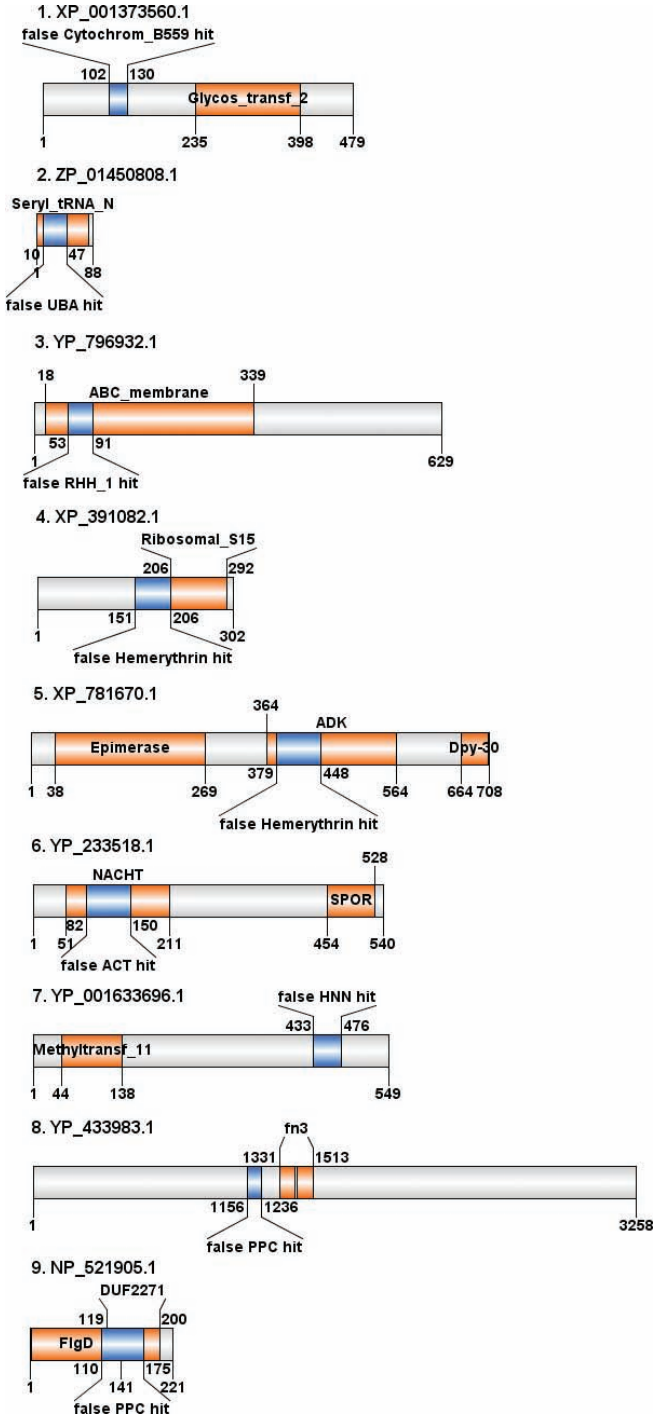 1. XP_001373560.1
false Cytochrom_B559 hit
102 130
Glycos_transf_2
1 235 398 479
2. ZP_01450808.1
Seryl_tRNA_N
10 47
1 88
false UBA hit
3. YP_796932.1
18 339
ABC_membrane
53 91
1 629
false RHH_1 hit
4. XP_391082.1
Ribosomal_S15
206 292
151 206
1 302
false Hemerythrin hit
5. XP_781670.1
364
ADK
Epimerase Dpy-30
379 448
1 38 269 564 664 708
false Hemerythrin hit
6. YP_233518.1
528
NACHT
SPOR
82 150
1 51 211 454 540
false ACT hit
7. YP_001633696.1
false HNN hit
433 476
Methyltransf_11
1 44 138 549
8. YP_433983.1
fn3
1331 1513
1156 1236
1 3258
false PPC hit
9. NP_521905.1
DUF2271
119 200
FlgD
110 175
1 141 221
false PPC hit